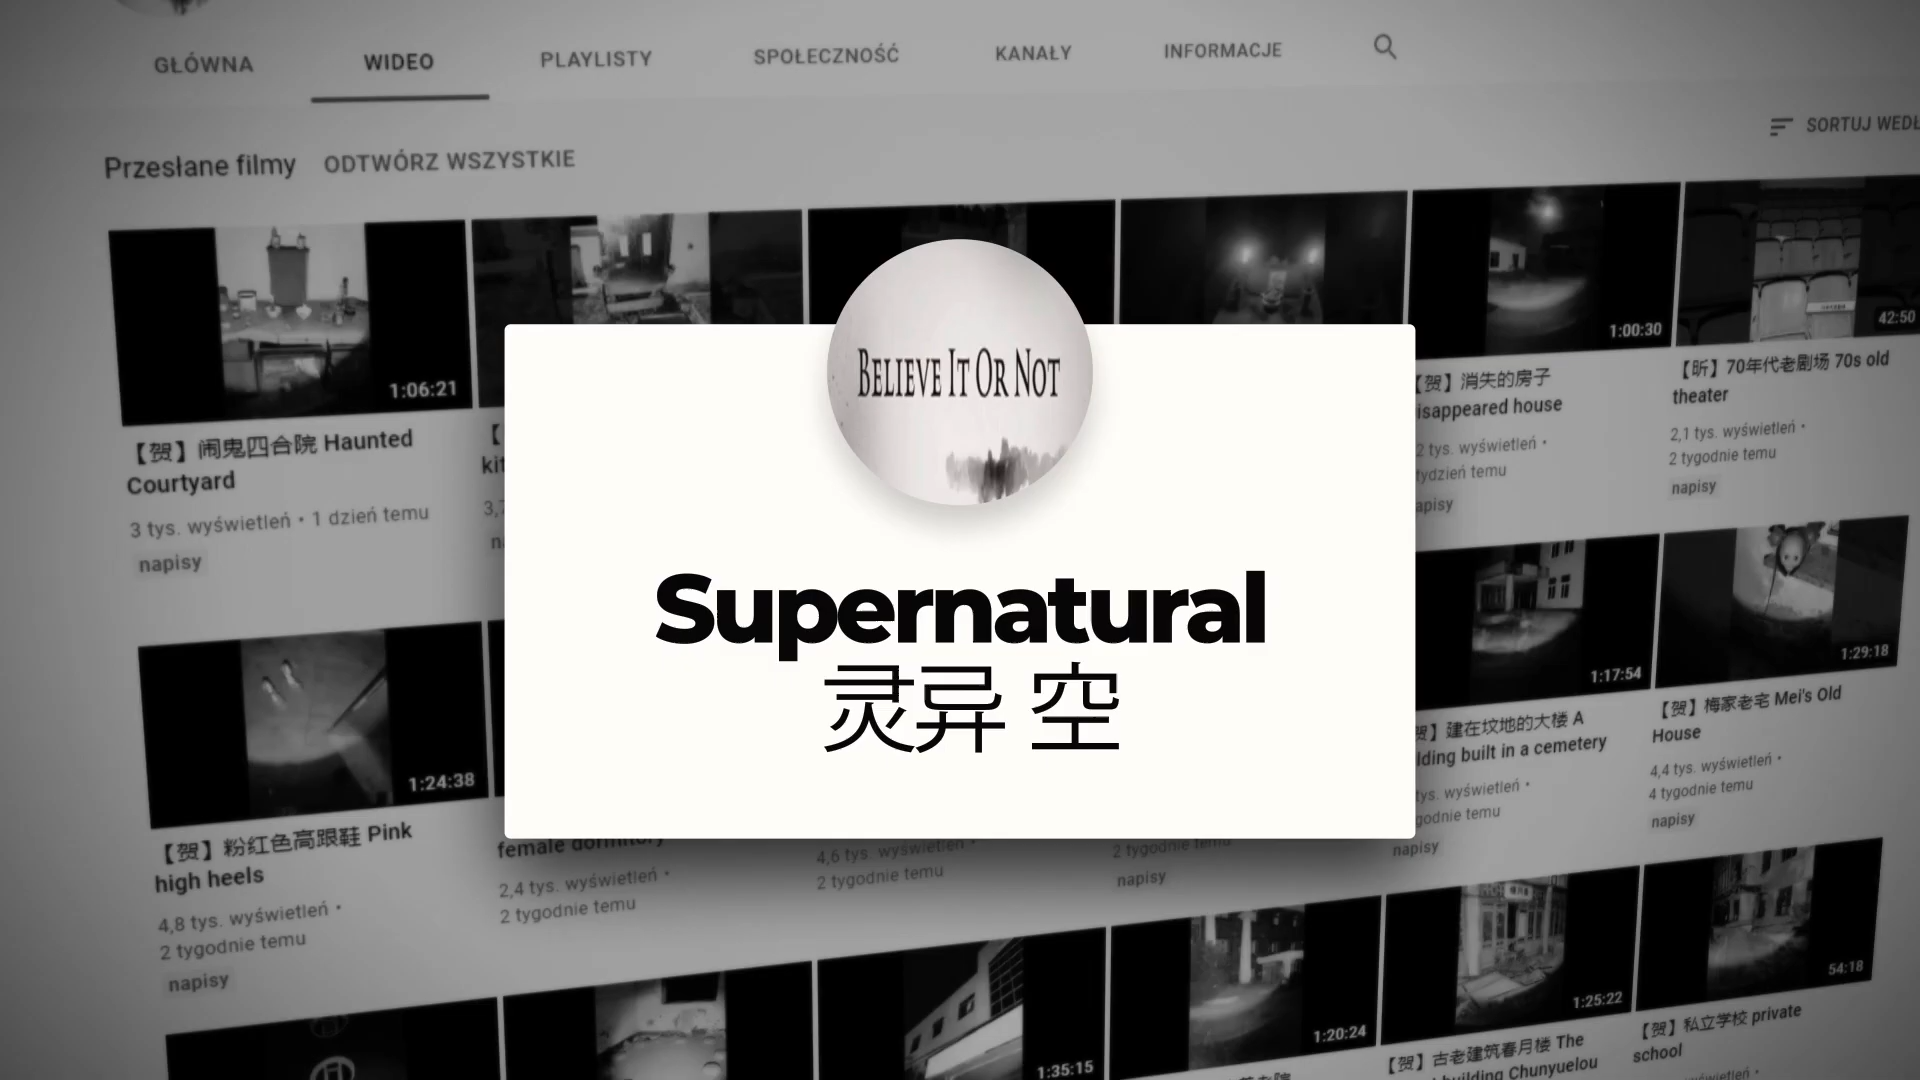 GŁÓWNA
WIDEO
PLAYLISTY
SPOŁECZNOŚĆ
KANAŁY
INFORMACJE
SORTUJ
Przesłane filmy
ODTWÓRZ WSZYSTKIE
1:06:21
1:00:30
42:50
【贺】闹鬼四合院 Haunted
Courtyard
3 tys. wyświetleń • 1 dzień temu
napisy
【贺】消失的房子
disappeared house
tys. wyświetleń •
tydzień temu
napisy
【昕】70年代老剧场 70s old
theater
2,1 tys. wyświetleń •
2 tygodnie temu
napisy
BELIEVE IT OR NOT
Supernatural
灵异 空
1:24:38
1:17:54
1:29:18
【贺】粉红色高跟鞋 Pink
high heels
4,8 tys. wyświetleń •
2 tygodnie temu
napisy
female dormitory
2,4 tys. wyświetleń •
2 tygodnie temu
4,6 tys. wyświetleń •
2 tygodnie temu
2 tygodnie temu
napisy
【贺】建在坟地的大楼 A
building built in a cemetery
tys. wyświetleń •
4 tygodnie temu
napisy
【贺】梅家老宅 Mei's Old
House
4,4 tys. wyświetleń •
4 tygodnie temu
napisy
1:35:15
1:20:24
1:25:22
54:18
【贺】古老建筑春月楼 The
building Chunyuelou
【贺】私立学校 private
school